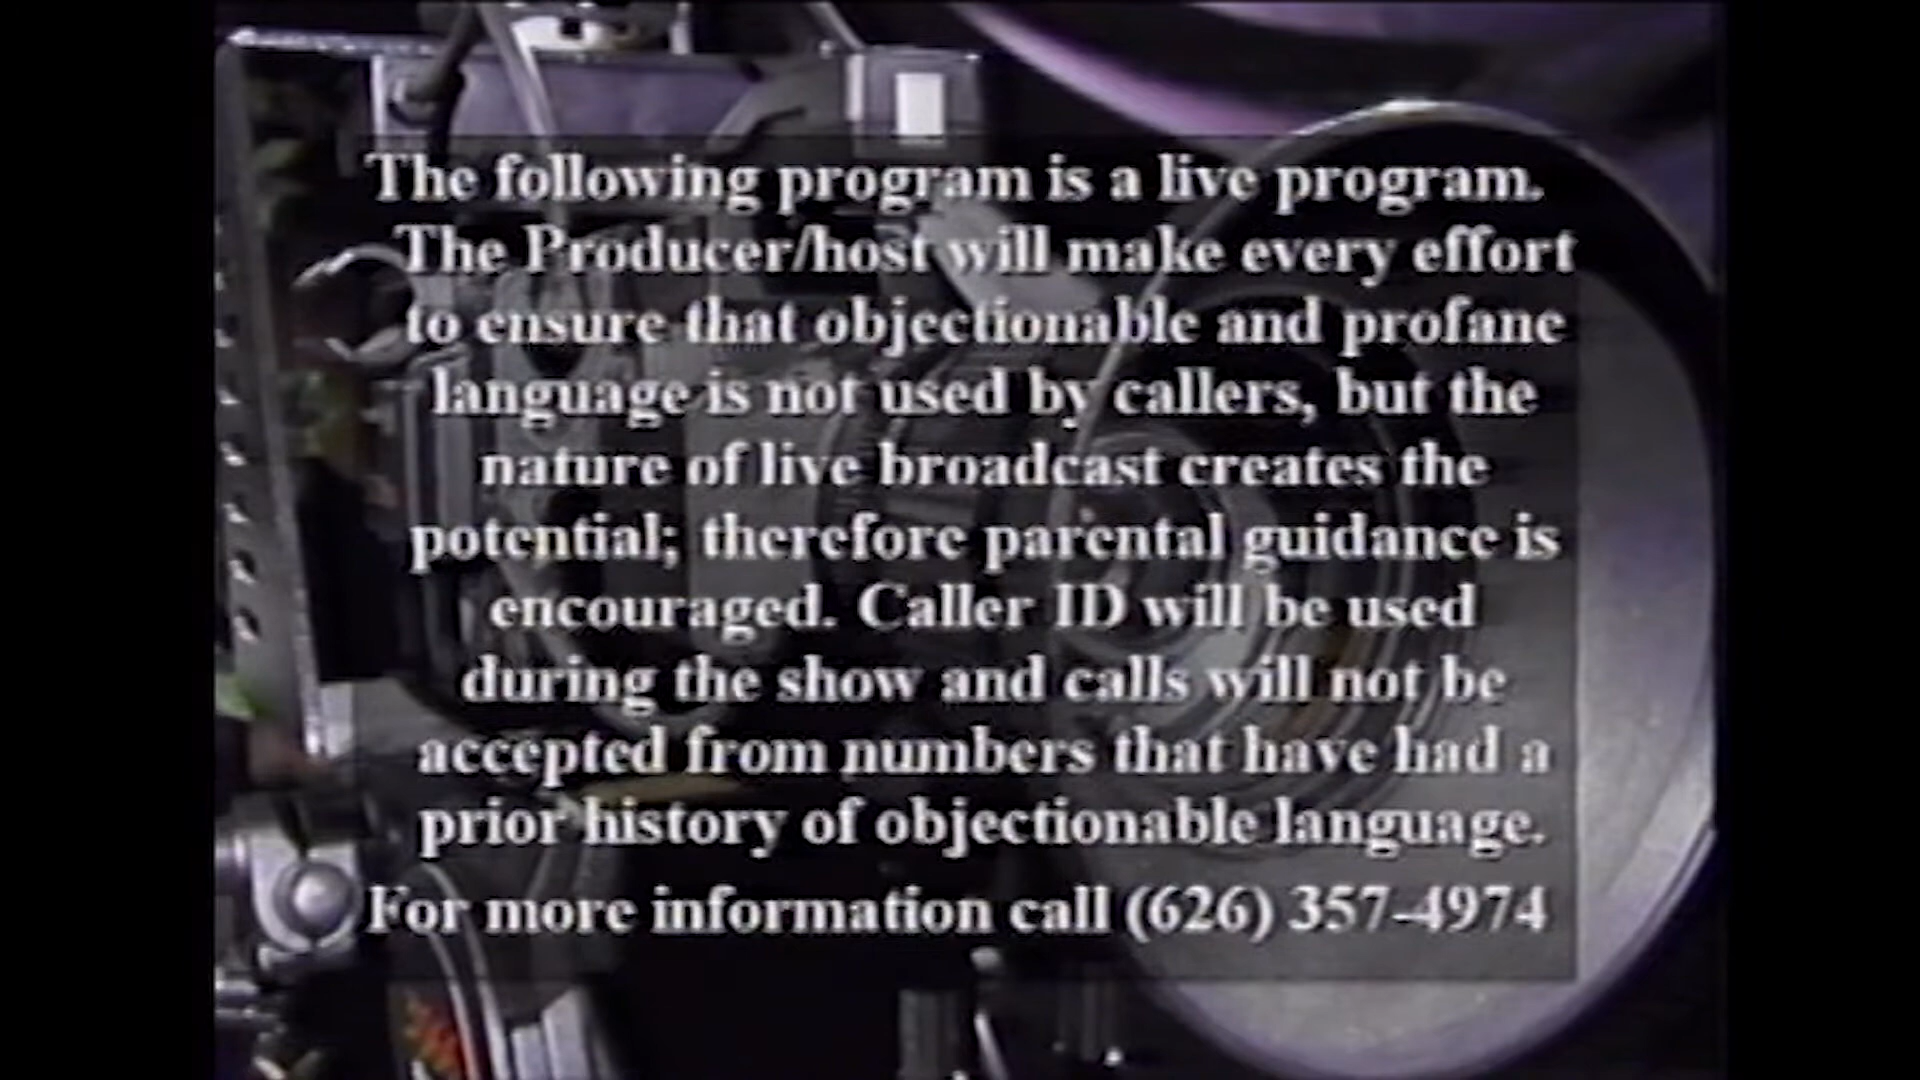 The following program is a live program.
The Producer/host will make every effort
to ensure that objectionable and profane
language is not used by callers, but the
nature of live broadcast creates the
potential; therefore parental guidance is
encouraged. Caller ID will be used
during the show and calls will not be
accepted from numbers that have had a
prior history of objectionable language.
For more information call (626) 357-4974